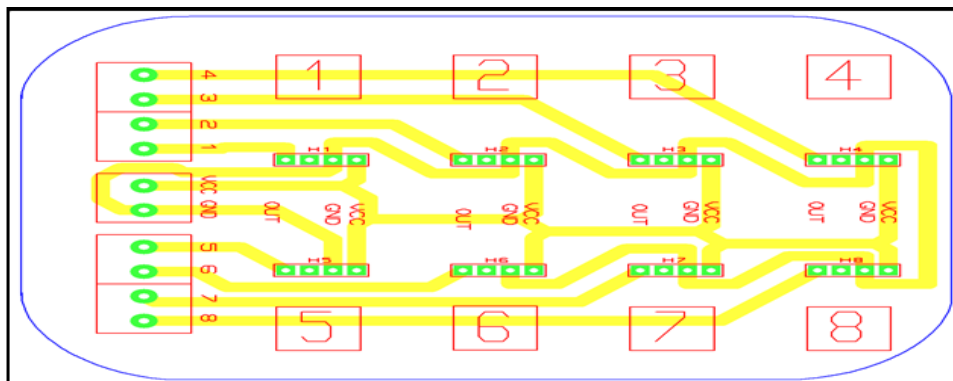 1 2 3 4
4
3
2
1
H1 H2 H3 H4
VCC
GND
OUT GND VCC OUT GND VCC OUT GND VCC OUT GND VCC
5
6
7
8
H5 H6 H7 H8
5 6 7 8